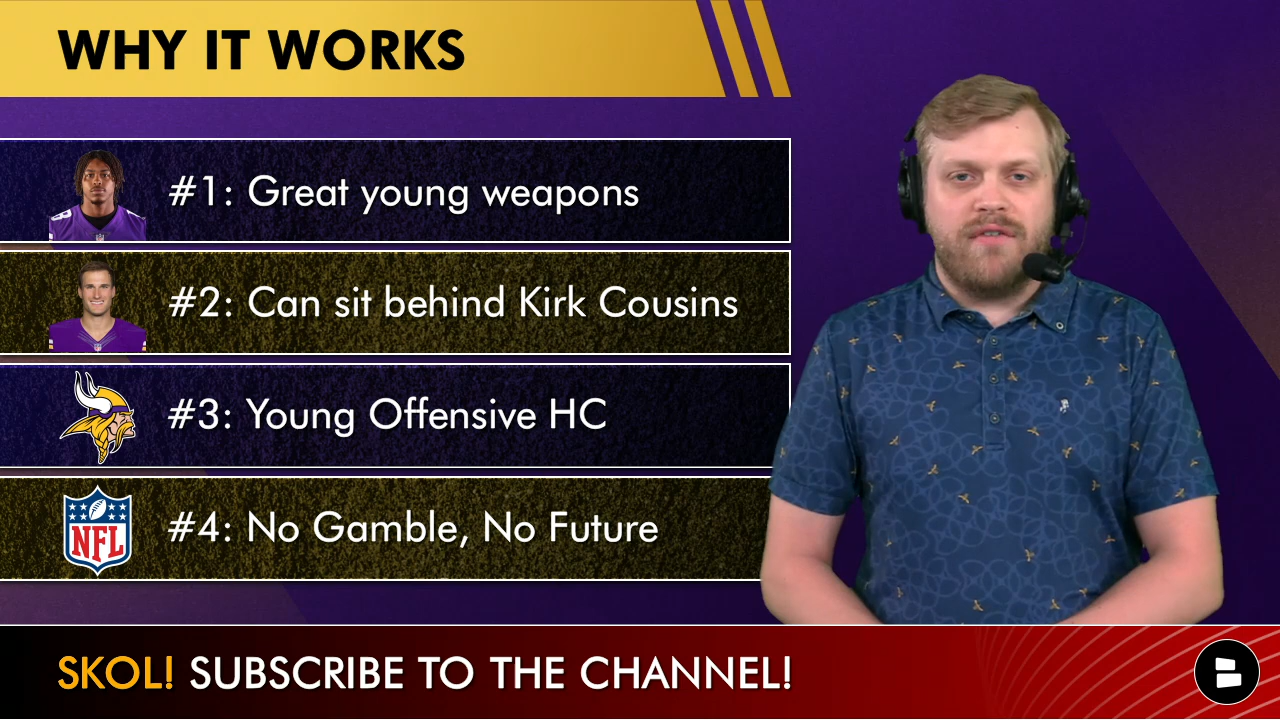 WHY IT WORKS
#1: Great young weapons
#2: Can sit behind Kirk Cousins
#3: Young Offensive HC
NFL
#4: No Gamble, No Future
SKOL! SUBSCRIBE TO THE CHANNEL!